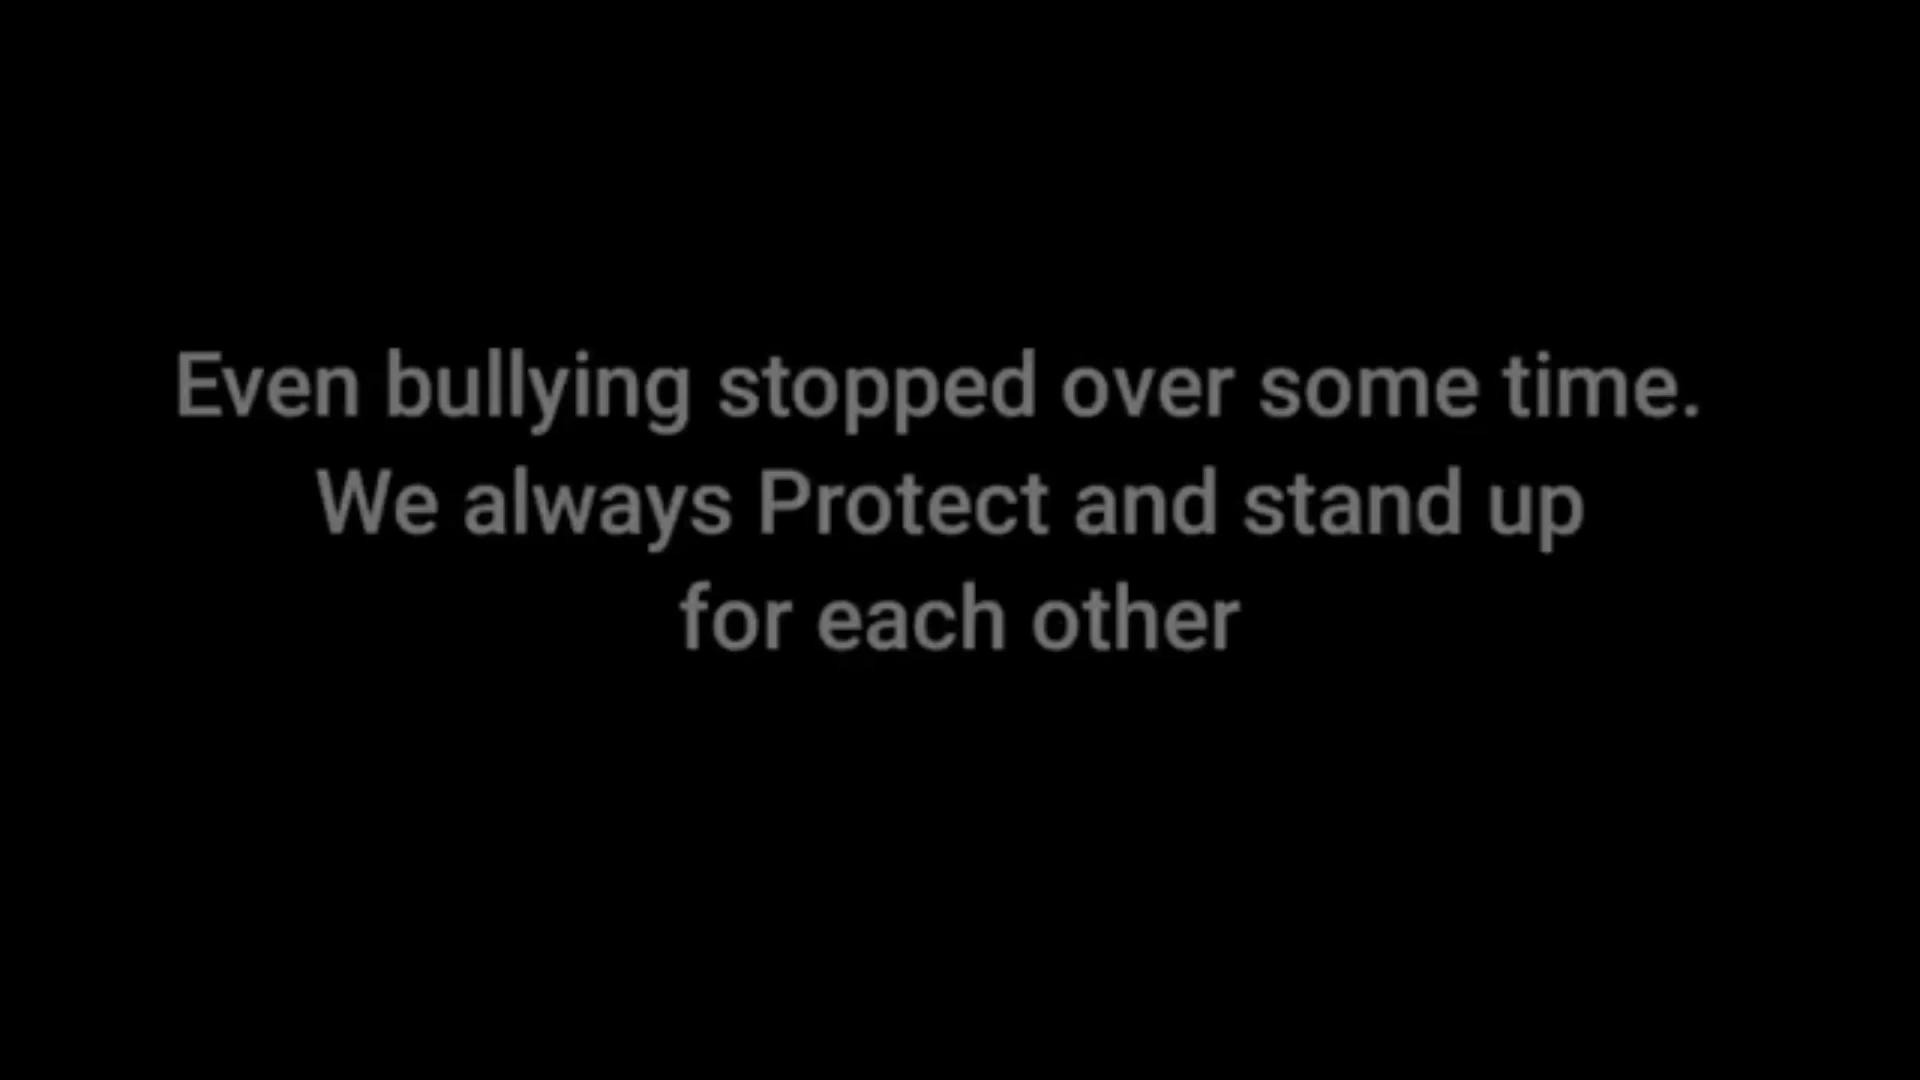 Even bullying stopped over some time.
We always Protect and stand up
for each other